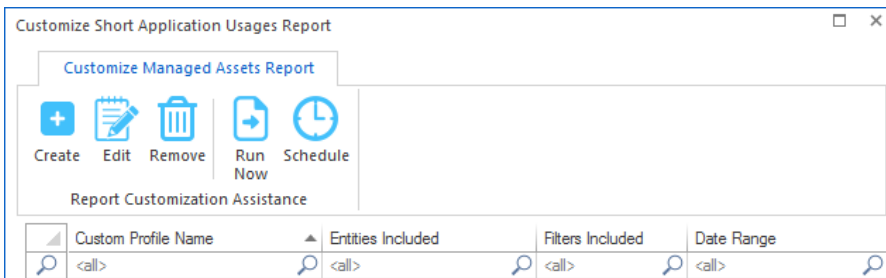 Customize Short Application Usages Report
Customize Managed Assets Report
Create Edit Remove Run Now Schedule
Report Customization Assistance
Custom Profile Name Entities Included Filters Included Date Range
<all> <all> <all> <all>